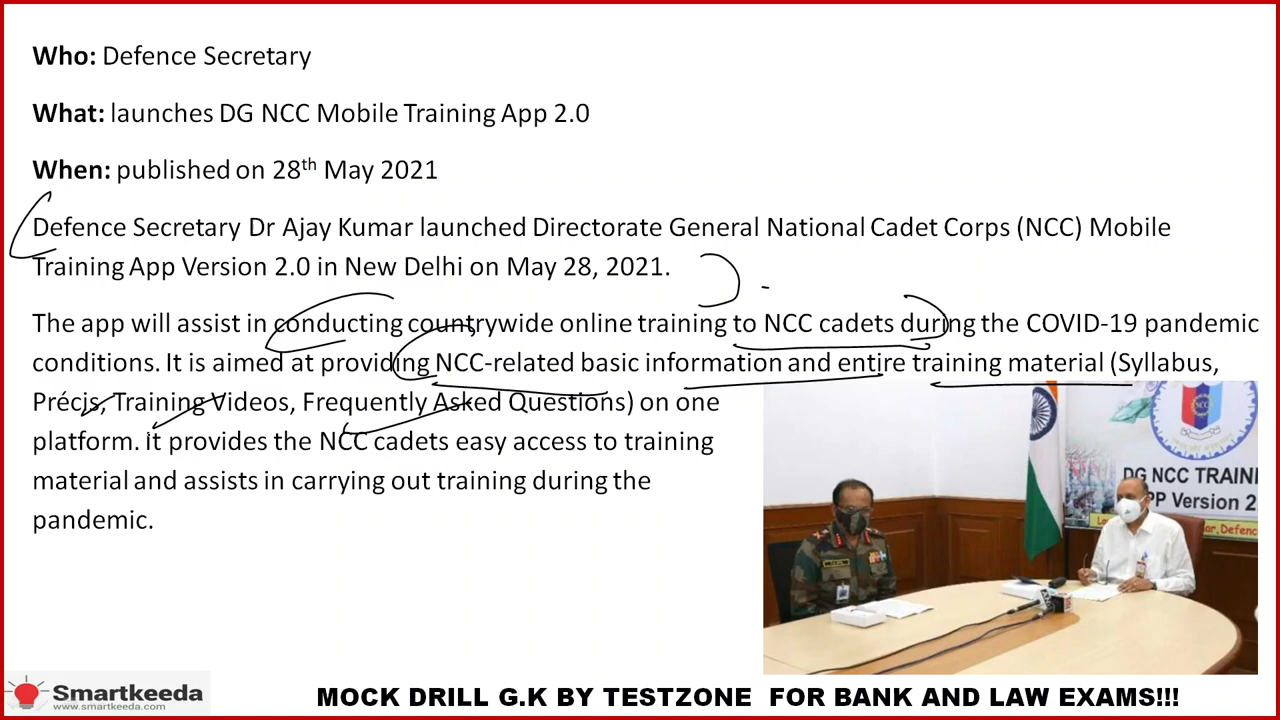 Who: Defence Secretary
What: launches DG NCC Mobile Training App 2.0
When: published on 28th May 2021
Defence Secretary Dr Ajay Kumar launched Directorate General National Cadet Corps (NCC) Mobile
Training App Version 2.0 in New Delhi on May 28, 2021.
The app will assist in conducting countrywide online training to NCC cadets during the COVID-19 pandemic
conditions. It is aimed at providing NCC-related basic information and entire training material (Syllabus,
Précis, Training Videos, Frequently Asked Questions) on one
platform. It provides the NCC cadets easy access to training
material and assists in carrying out training during the
pandemic.
NCC
DG NCC TRAINI
PP Version 2
mar, Defenc
Smartkeeda
www.smartkeeda.com
MOCK DRILL G.K BY TESTZONE FOR BANK AND LAW EXAMS!!!